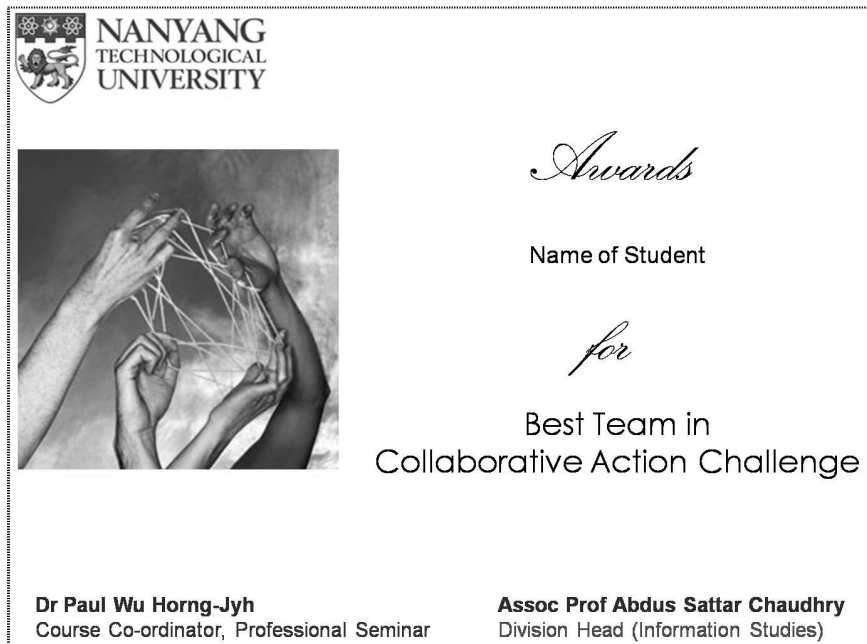 NANYANG
TECHNOLOGICAL
UNIVERSITY
Awards
Name of Student
for
Best Team in
Collaborative Action Challenge
Dr Paul Wu Horng-Jyh
Course Co-ordinator, Professional Seminar
Assoc Prof Abdus Sattar Chaudhry
Division Head (Information Studies)